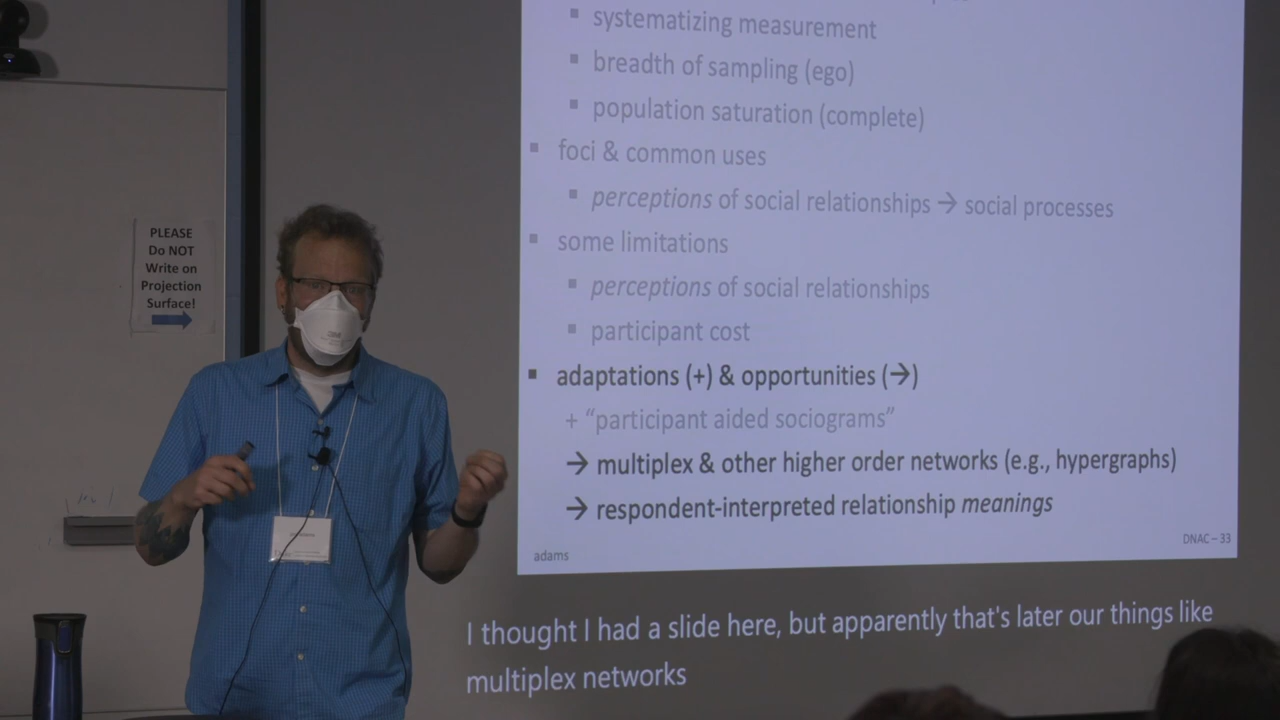 systematizing measurement
breadth of sampling (ego)
population saturation (complete)
foci & common uses
perceptions of social relationships → social processes
some limitations
perceptions of social relationships
participant cost
adaptations (+) & opportunities (→)
+ “participant aided sociograms”
→ multiplex & other higher order networks (e.g., hypergraphs)
→ respondent-interpreted relationship meanings
adams
DNAC – 33
I thought I had a slide here, but apparently that's later our things like
multiplex networks
PLEASE
Do NOT
Write on
Projection
Surface!
3M